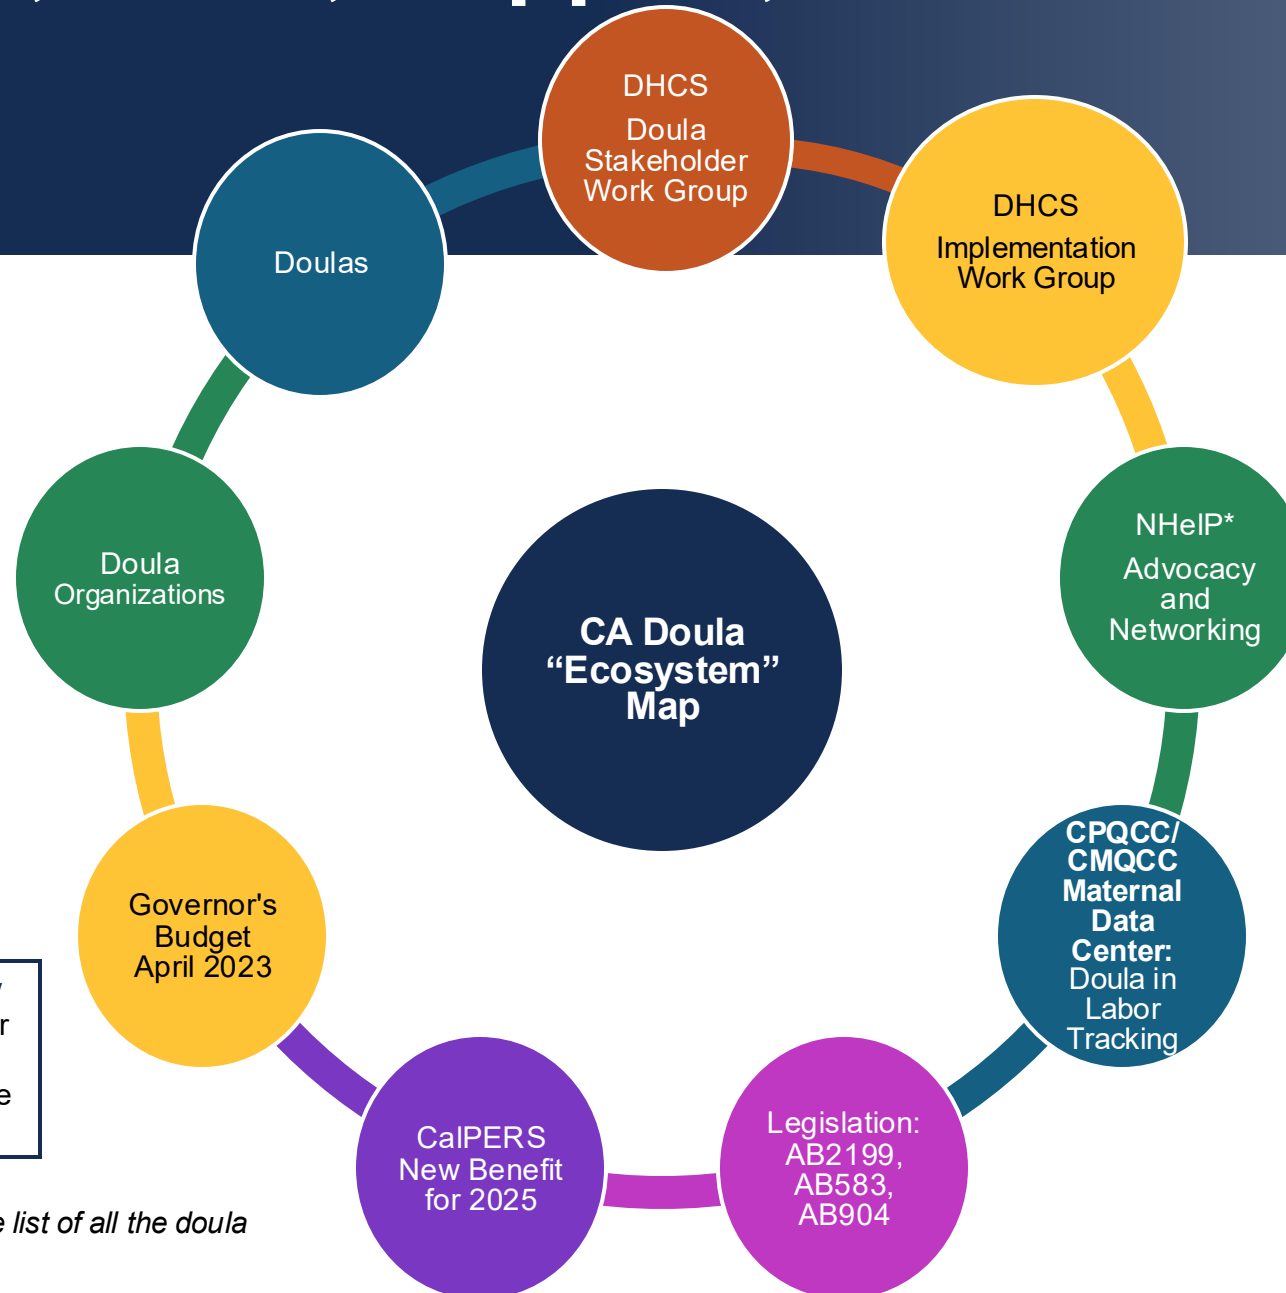 DHCS
Doula
Stakeholder
Work Group
DHCS
Implementation
Work Group
Doulas
NHelP*
Advocacy
and
Networking
Doula
Organizations
CA Doula
“Ecosystem”
Map
CPQCC/
CMQCC
Maternal
Data
Center:
Doula in
Labor
Tracking
Governor's
Budget
April 2023
Legislation:
AB2199,
AB583,
AB904
CalPERS
New Benefit
for 2025
list of all the doula